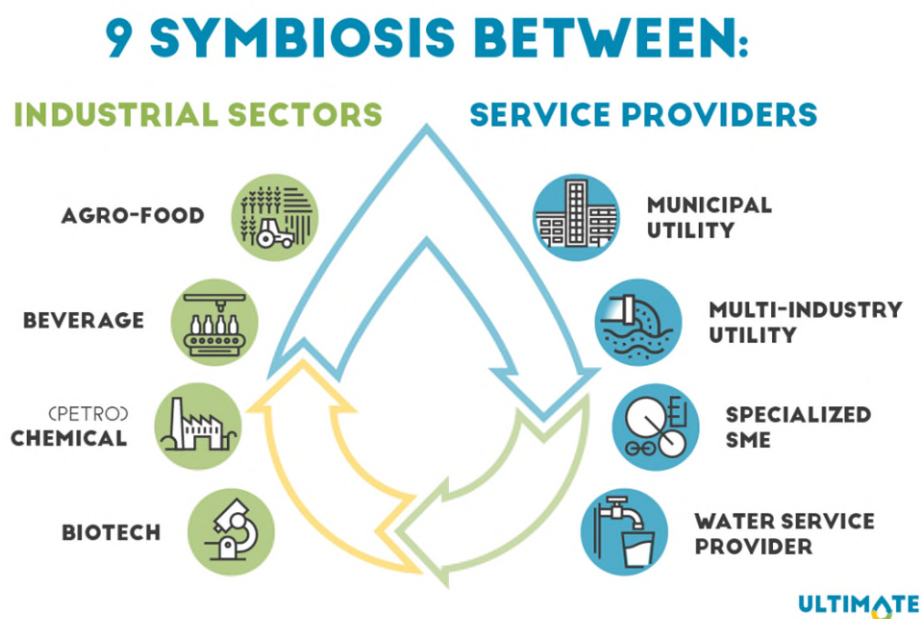 9 SYMBIOSIS BETWEEN:
INDUSTRIAL SECTORS
AGRO-FOOD
BEVERAGE
(PETRO)
CHEMICAL
BIOTECH
SERVICE PROVIDERS
MUNICIPAL
UTILITY
MULTI-INDUSTRY
UTILITY
SPECIALIZED
SME
WATER SERVICE
PROVIDER
ULTIMATE